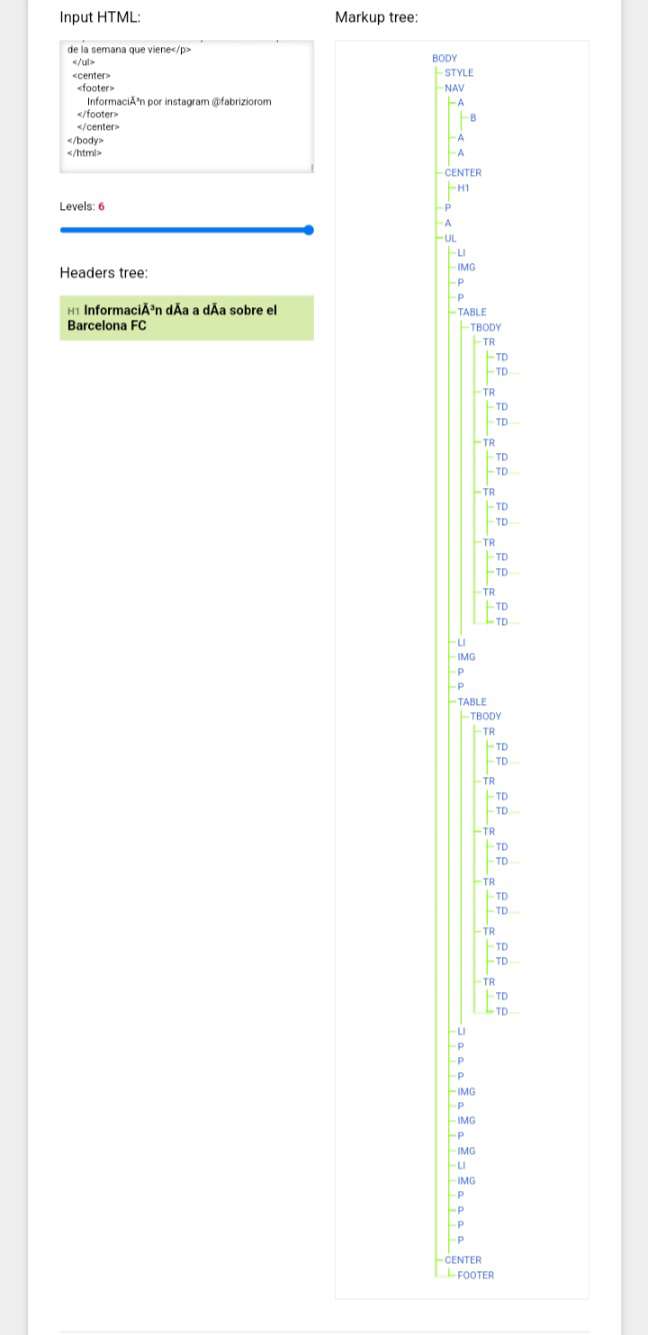 Input HTML:
de la semana que viene</p>
</ul>
<center>
<footer>
InformaciÃ³n por instagram @fabriziorom
</footer>
</center>
</body>
</html>
Levels: 6
Headers tree:
H1 InformaciÃ³n dÃa a dÃa sobre el
Barcelona FC
Markup tree:
BODY
STYLE
NAV
A
B
A
A
CENTER
H1
P
A
UL
LI
IMG
P
P
TABLE
TBODY
TR
TD
TD
TR
TD
TD
TR
TD
TD
TR
TD
TD
TR
TD
TD
TR
TD
TD
LI
IMG
P
P
TABLE
TBODY
TR
TD
TD
TR
TD
TD
TR
TD
TD
TR
TD
TD
TR
TD
TD
TR
TD
TD
LI
P
P
P
IMG
P
IMG
P
IMG
LI
IMG
P
P
P
P
CENTER
FOOTER